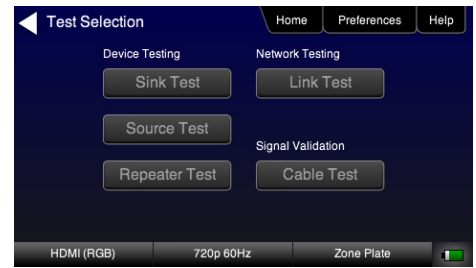 Test Selection
Home
Preferences
Help
Device Testing
Network Testing
Sink Test
Link Test
Source Test
Signal Validation
Repeater Test
Cable Test
HDMI (RGB)
720p 60Hz
Zone Plate